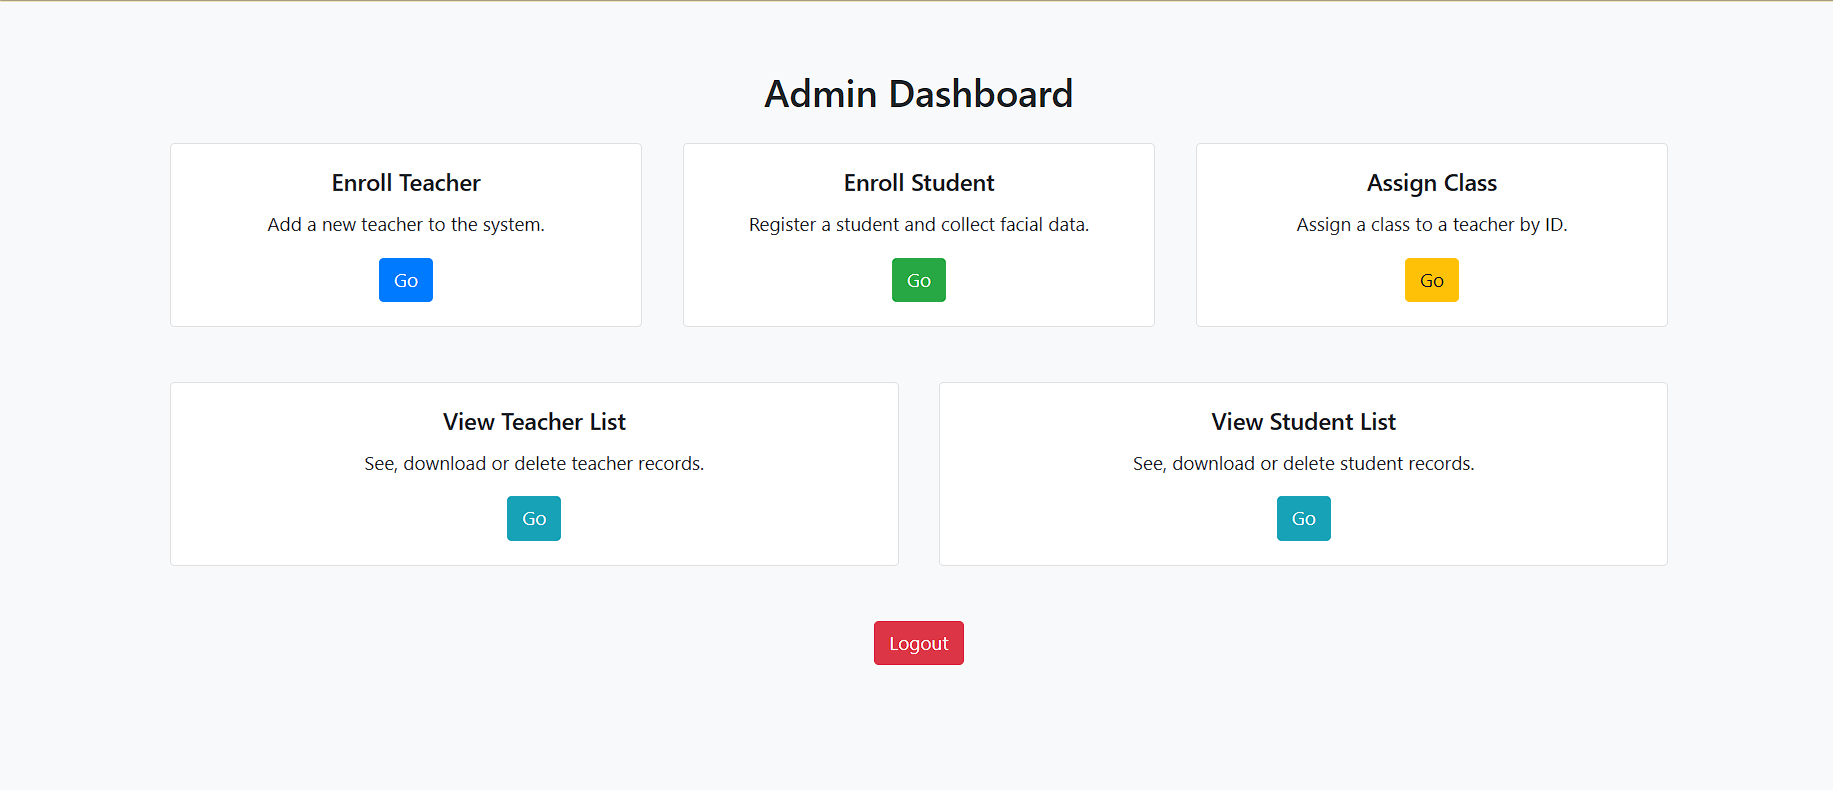 Admin Dashboard
Enroll Teacher
Add a new teacher to the system.
Go
Enroll Student
Register a student and collect facial data.
Go
Assign Class
Assign a class to a teacher by ID.
Go
View Teacher List
See, download or delete teacher records.
Go
View Student List
See, download or delete student records.
Go
Logout